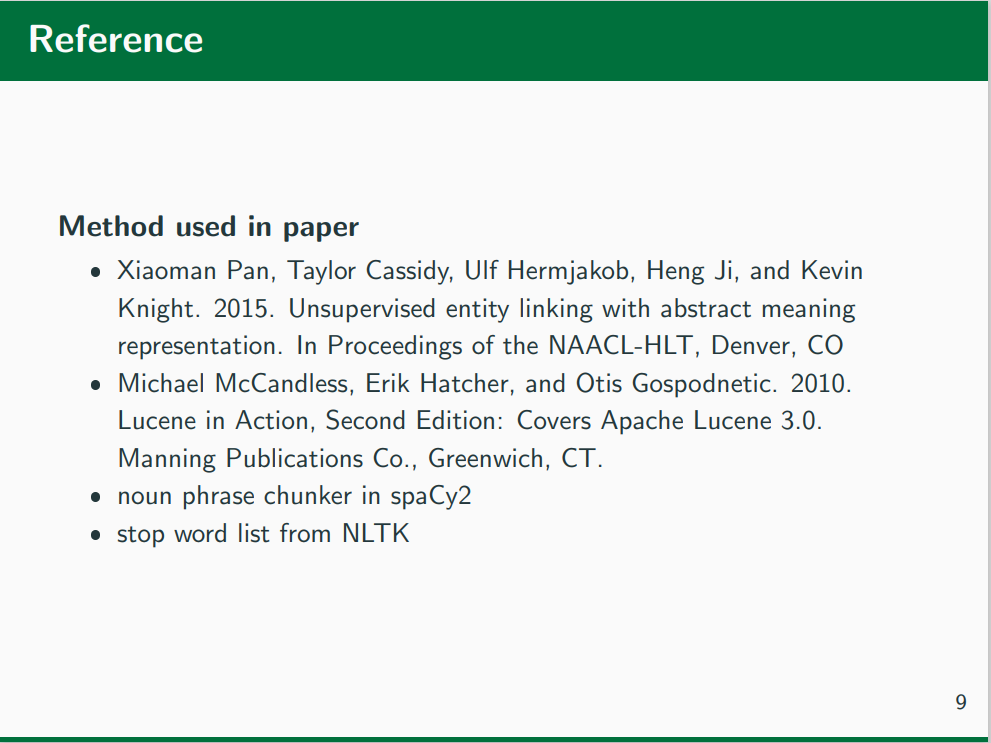 Reference
Method used in paper
• Xiaoman Pan, Taylor Cassidy, Ulf Hermjakob, Heng Ji, and Kevin
Knight. 2015. Unsupervised entity linking with abstract meaning
representation. In Proceedings of the NAACL-HLT, Denver, CO
• Michael McCandless, Erik Hatcher, and Otis Gospodnetic. 2010.
Lucene in Action, Second Edition: Covers Apache Lucene 3.0.
Manning Publications Co., Greenwich, CT.
• noun phrase chunker in spaCy2
• stop word list from NLTK
9